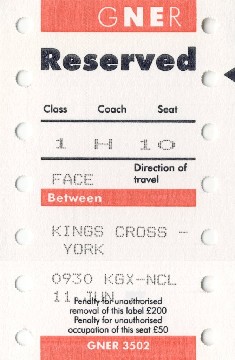 GNER
Reserved
Class Coach Seat
1 H 10
FACE Direction of travel
Between
KINGS CROSS -
YORK
0930 KGX-NCL
11 JUN
Penalty for unauthorised
removal of this label £200
Penalty for unauthorised
occupation of this seat £50
GNER 3502